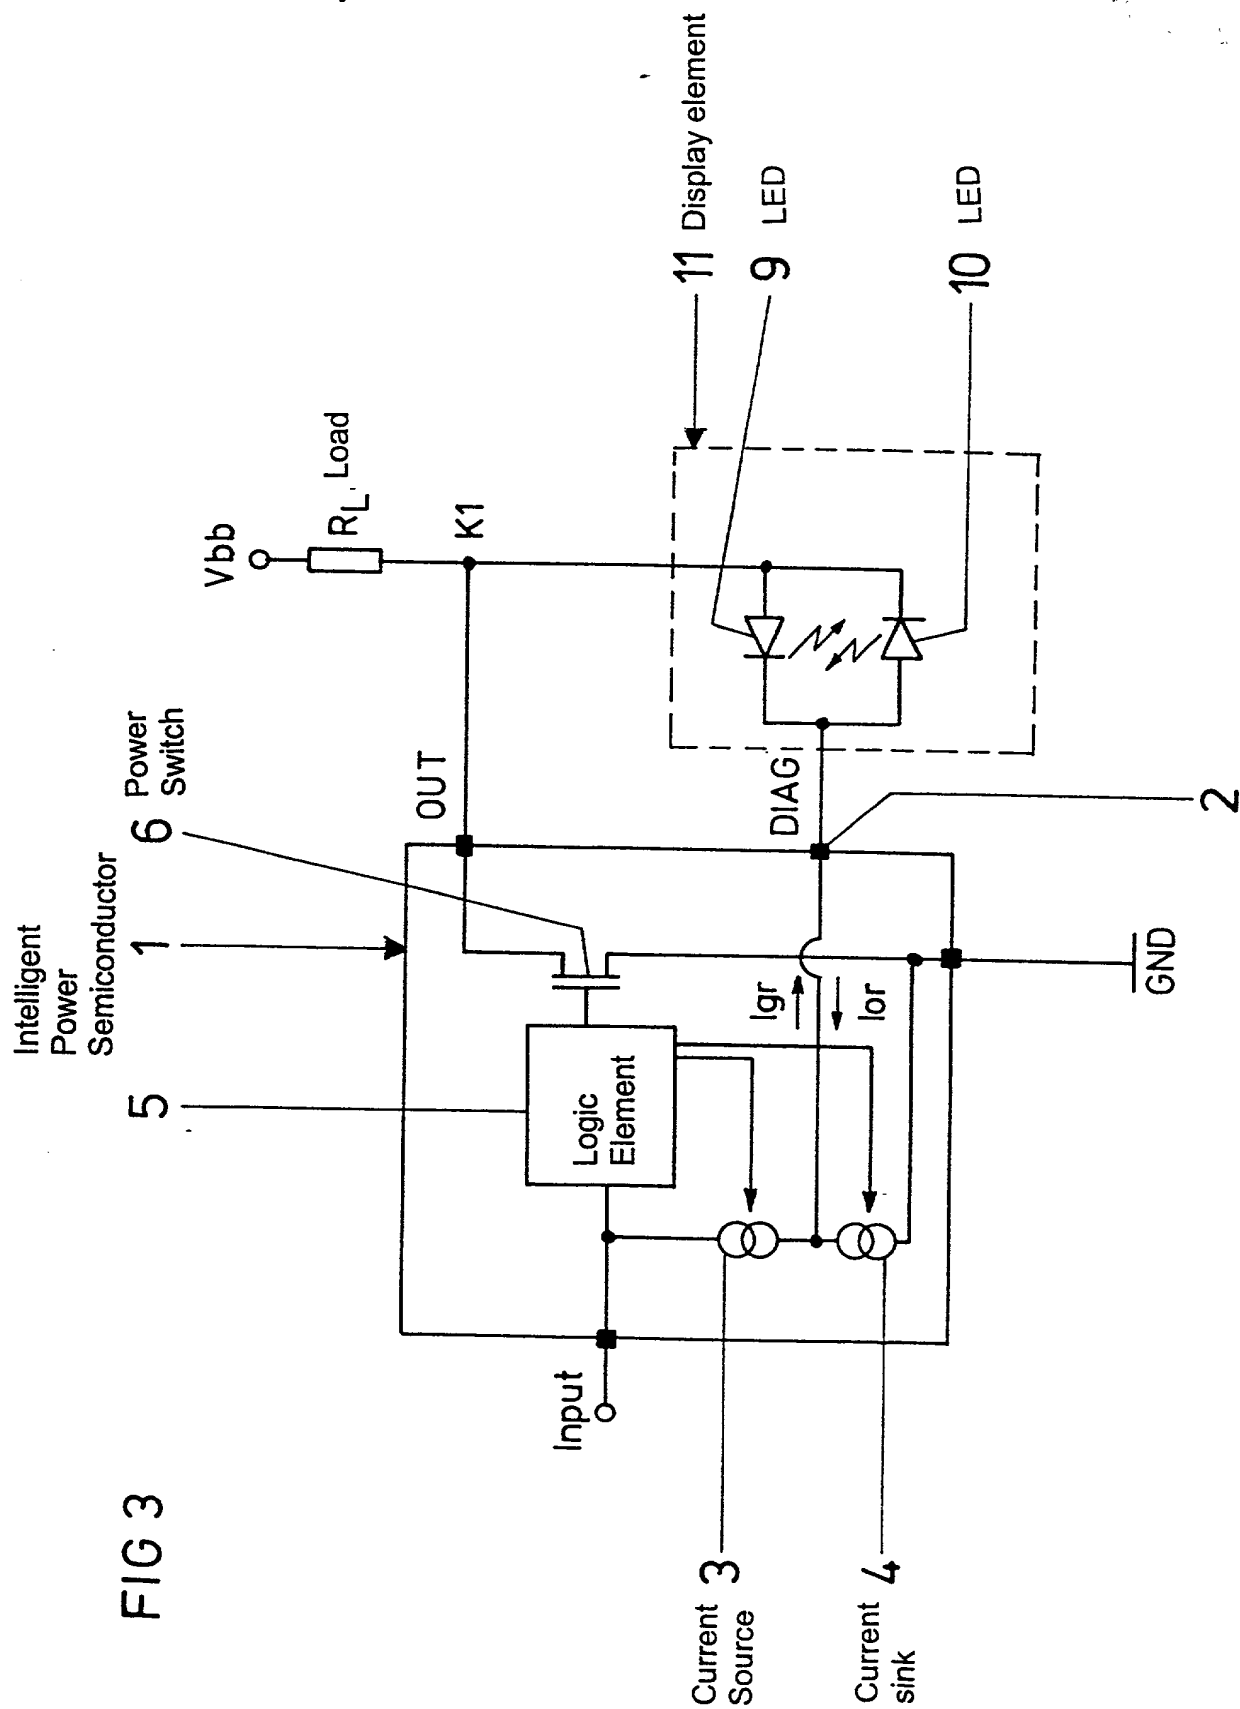 FIG 3
Intelligent
Power
Semiconductor
1
6
Power
Switch
5
Vbb
RL
Load
K1
OUT
Input
Logic
Element
Igr
Ior
DIAG
GND
2
11 Display element
9 LED
10 LED
Current
Source
3
Current
sink
4